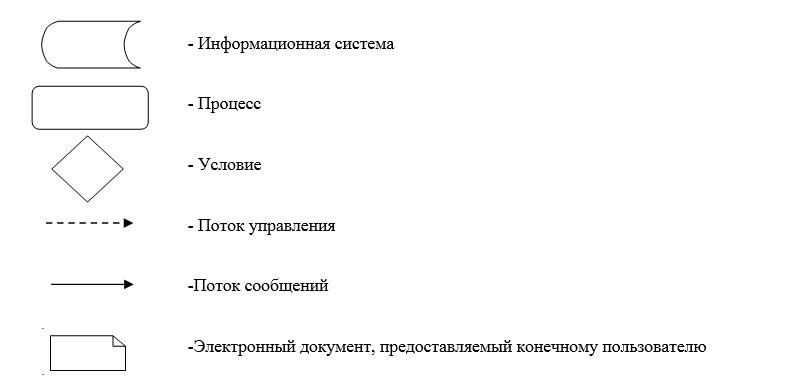 - Информационная система
- Процесс
- Условие
- Поток управления
-Поток сообщений
-Электронный документ, предоставляемый конечному пользователю